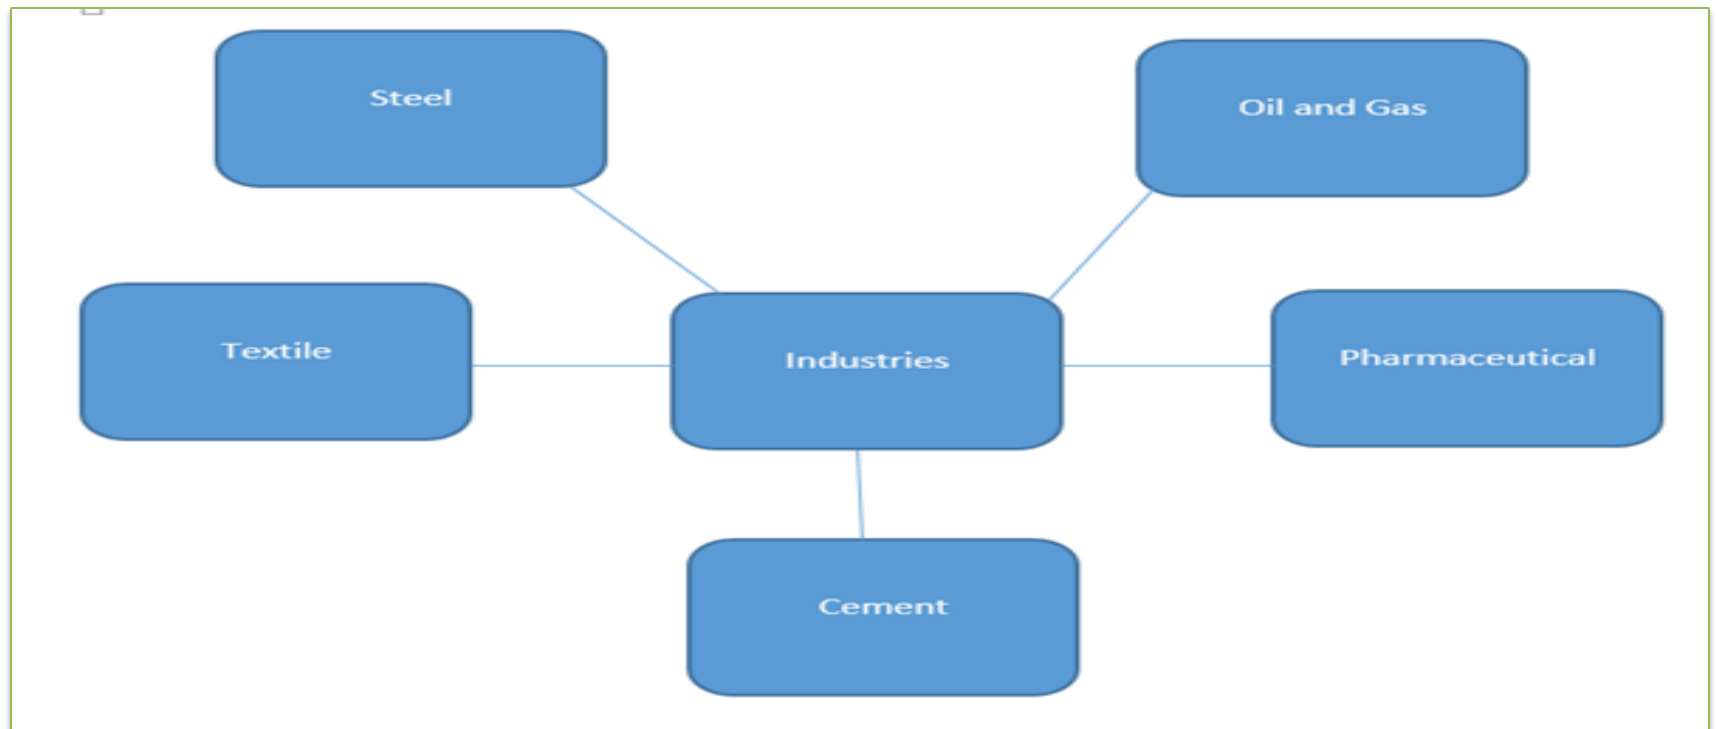 Steel
Oil and Gas
Textile
Industries
Pharmaceutical
Cement